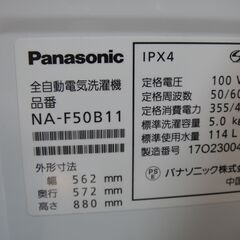 Panasonic
全自動電気洗濯機
品番
NA-F50B11
外形寸法
幅 562 mm
奥行 572 mm
高さ 880 mm
IPX4
定格電圧 100 V
定格周波数 50/60
定格消費電力 355/4
標準洗濯容量 5.0 k
標準使用水量 114 L
製造番号 17O23004
PSE
パナソニック株式会
中国